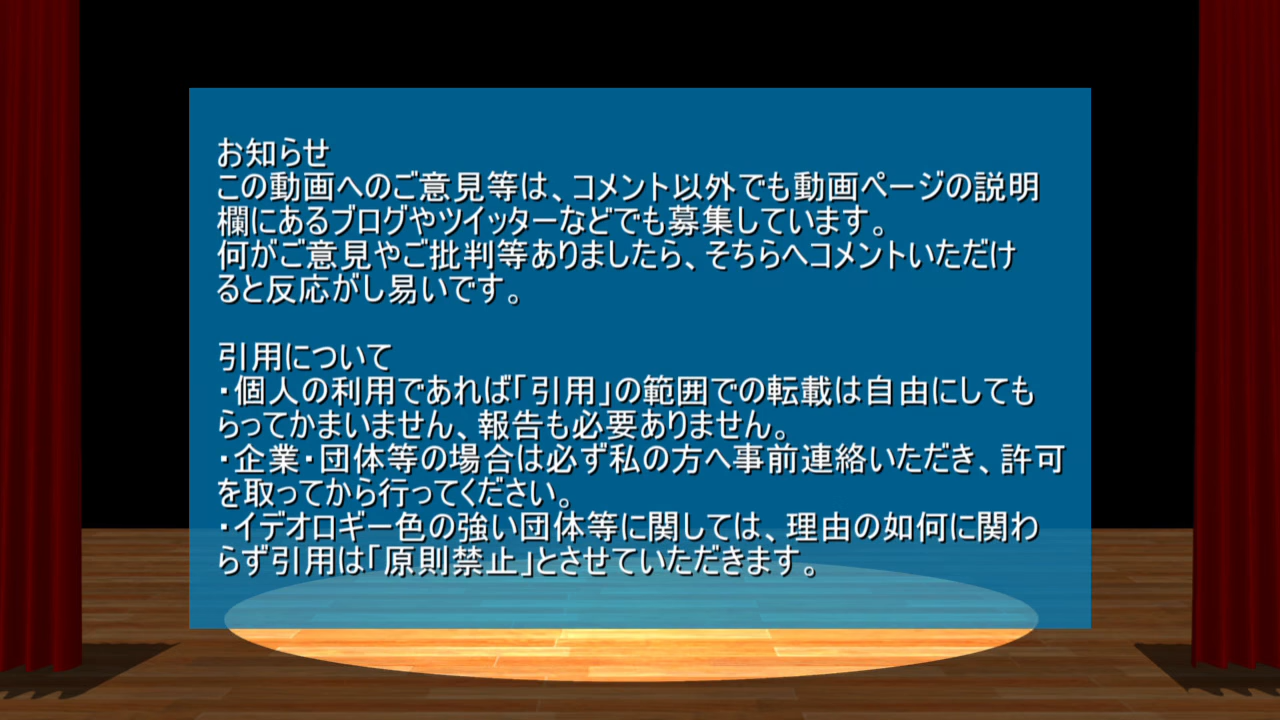 お知らせ
この動画へのご意見等は、コメント以外でも動画ページの説明
欄にあるブログやツイッターなどでも募集しています。
何がご意見やご批判等ありましたら、そちらへコメントいただけ
ると反応がし易いです。
引用について
・個人の利用であれば「引用」の範囲での転載は自由にしても
らってかまいません、報告も必要ありません。
・企業・団体等の場合は必ず私の方へ事前連絡いただき、許可
を取ってから行ってください。
・イデオロギー色の強い団体等に関しては、理由の如何に関わ
らず引用は「原則禁止」とさせていただきます。